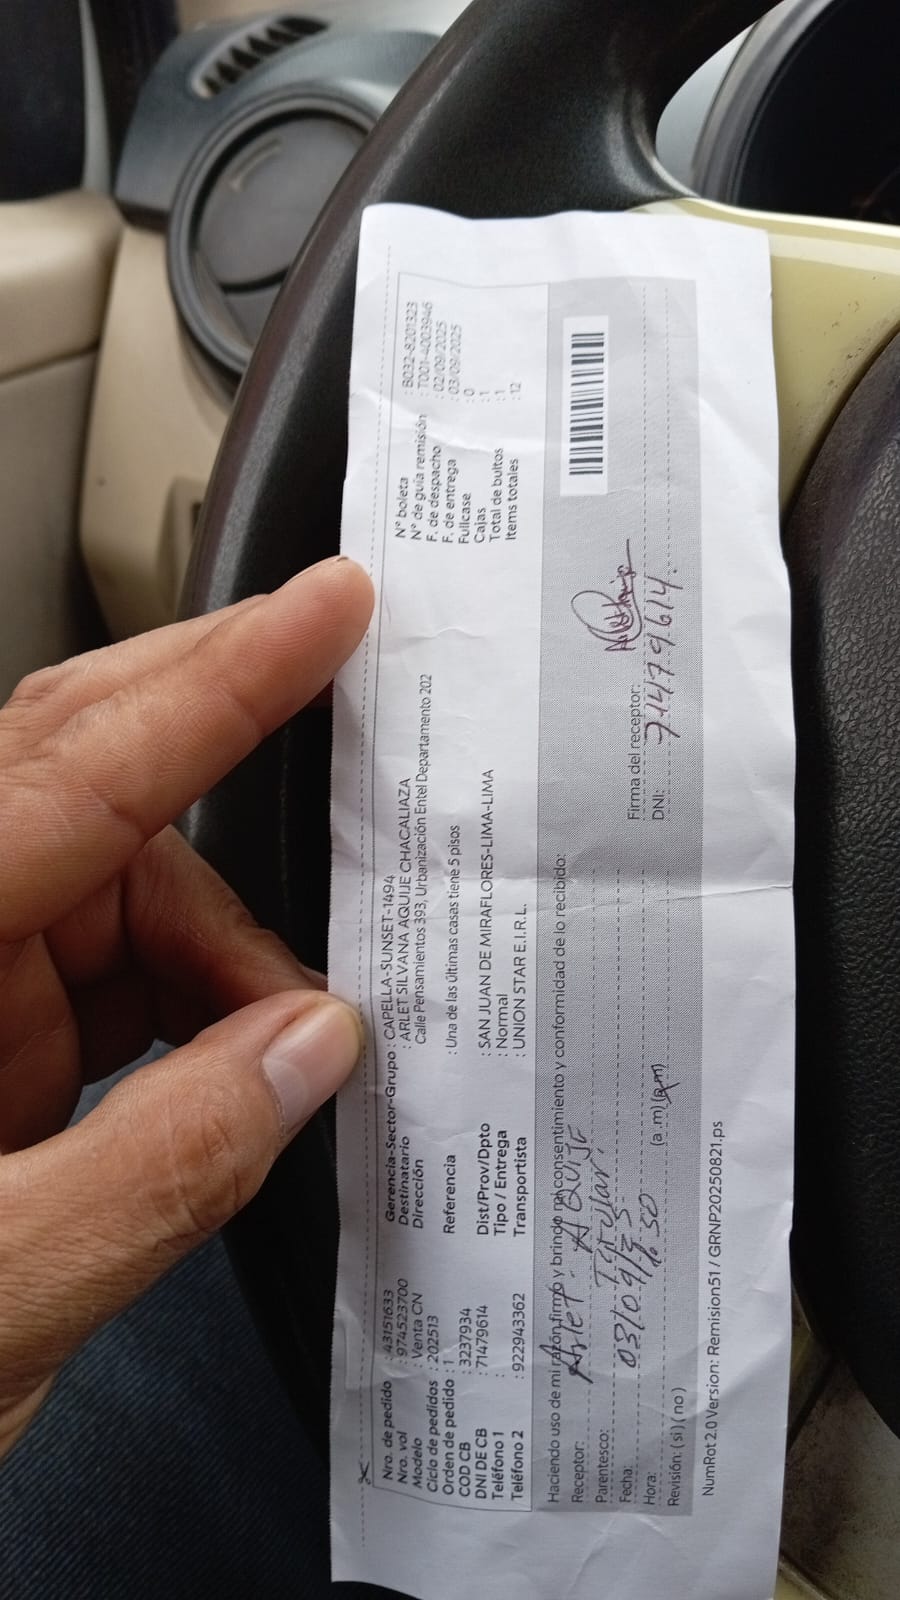 Nro. de pedido : 43151633
Nro. vol : 974523700
Modelo : Venta CN
Ciclo de pedidos : 202513
Orden de pedido : 1
COD CB : 3237934
DNI DE CB : 71479614
Teléfono 1 :
Teléfono 2 : 922943362
Gerencia-Sector-Grupo : CAPELLA-SUNSET-1494
Destinatario : ARLET SILVANA AQUIJE CHACALIAZA
Dirección Calle Pensamientos 393, Urbanización Entel Departamento 202
Referencia : Una de las últimas casas tiene 5 pisos
Dist/Prov/Dpto : SAN JUAN DE MIRAFLORES-LIMA-LIMA
Tipo / Entrega : Normal
Transportista : UNION STAR E.I.R.L.
N° boleta : B032-8201323
N° de guía remisión : T001-4003946
F. de despacho : 02/09/2025
F. de entrega : 03/09/2025
Fullcase : 0
Cajas : 1
Total de bultos : 1
Items totales : 12
Haciendo uso de mi razón,firmo y brindo mi consentimiento y conformidad de lo recibido:
Receptor: Arlet AQUIJE
Parentesco: Titular
Fecha: 03/09/25
Hora: 1:50 (a m) (p m)
Revisión: ( si ) ( no )
Firma del receptor:
DNI: 71479614.
NumRot 2.0 Version: Remision51 / GRNP20250821.ps